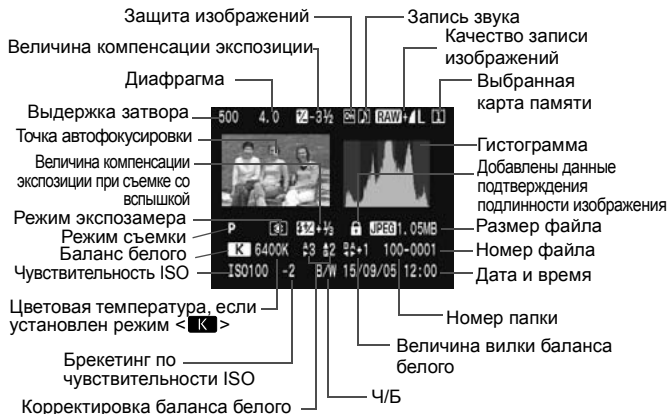 Защита изображений
Запись звука
Величина компенсации экспозиции
Качество записи
изображений
Диафрагма
Выбранная
карта памяти
Выдержка затвора
500 4.0 -3½ RAW+ L 1
Точка автофокусировки
Гистограмма
Величина компенсации
экспозиции при съемке со
вспышкой
Добавлены данные
подтверждения
подлинности изображения
Режим экспозамера
+⅓ JPEG 1.05MB
Размер файла
Режим съемки
P
Баланс белого
K 6400K 3 2 +1 100-0001
Номер файла
Чувствительность ISO
ISO100 -2 B/W 15/09/05 12:00
Дата и время
Цветовая температура, если
установлен режим < K >
Номер папки
Брекетинг по
чувствительности ISO
Величина вилки баланса
белого
Ч/Б
Корректировка баланса белого